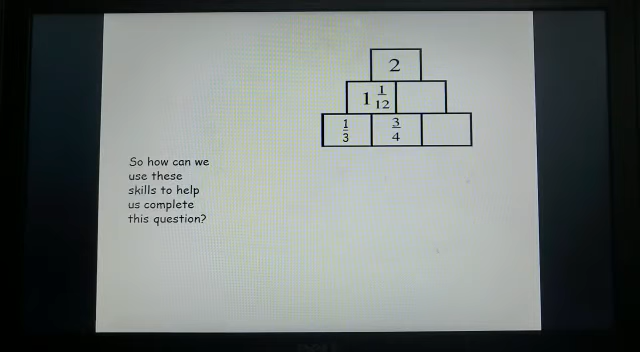 2
1 1/12
1/3 3/4
So how can we
use these
skills to help
us complete
this question?